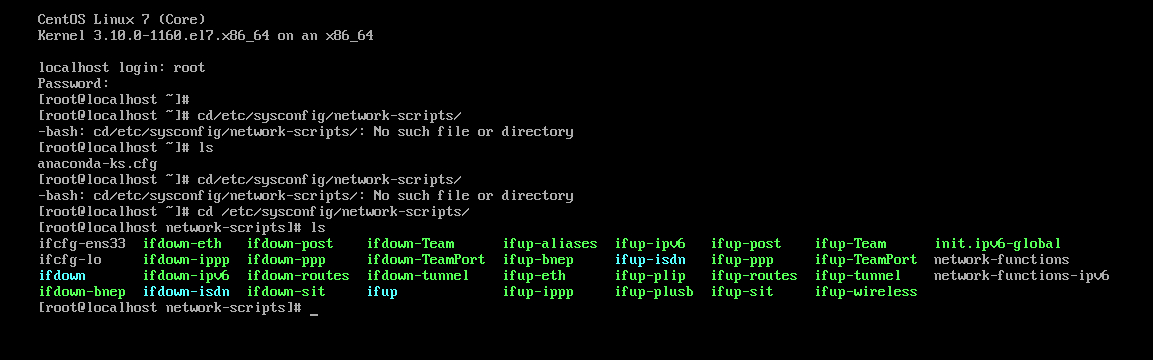 CentOS Linux 7 (Core)
Kernel 3.10.0-1160.el7.x86_64 on an x86_64
localhost login: root
Password:
[root@localhost ~]#
[root@localhost ~]# cd/etc/sysconfig/network-scripts/
-bash: cd/etc/sysconfig/network-scripts/: No such file or directory
[root@localhost ~]# ls
anaconda-ks.cfg
[root@localhost ~]# cd/etc/sysconfig/network-scripts/
-bash: cd/etc/sysconfig/network-scripts/: No such file or directory
[root@localhost ~]# cd /etc/sysconfig/network-scripts/
[root@localhost network-scripts]# ls
ifcfg-ens33 ifdown-eth ifdown-post ifdown-Team ifup-aliases ifup-ipv6 ifup-post ifup-Team init.ipv6-global
ifcfg-lo ifdown-ippp ifdown-ppp ifdown-TeamPort ifup-bnep ifup-isdn ifup-ppp ifup-TeamPort network-functions
ifdown ifdown-ipv6 ifdown-routes ifdown-tunnel ifup-eth ifup-plip ifup-routes ifup-tunnel network-functions-ipv6
ifdown-bnep ifdown-isdn ifdown-sit ifup ifup-ippp ifup-plusb ifup-sit ifup-wireless
[root@localhost network-scripts]# _